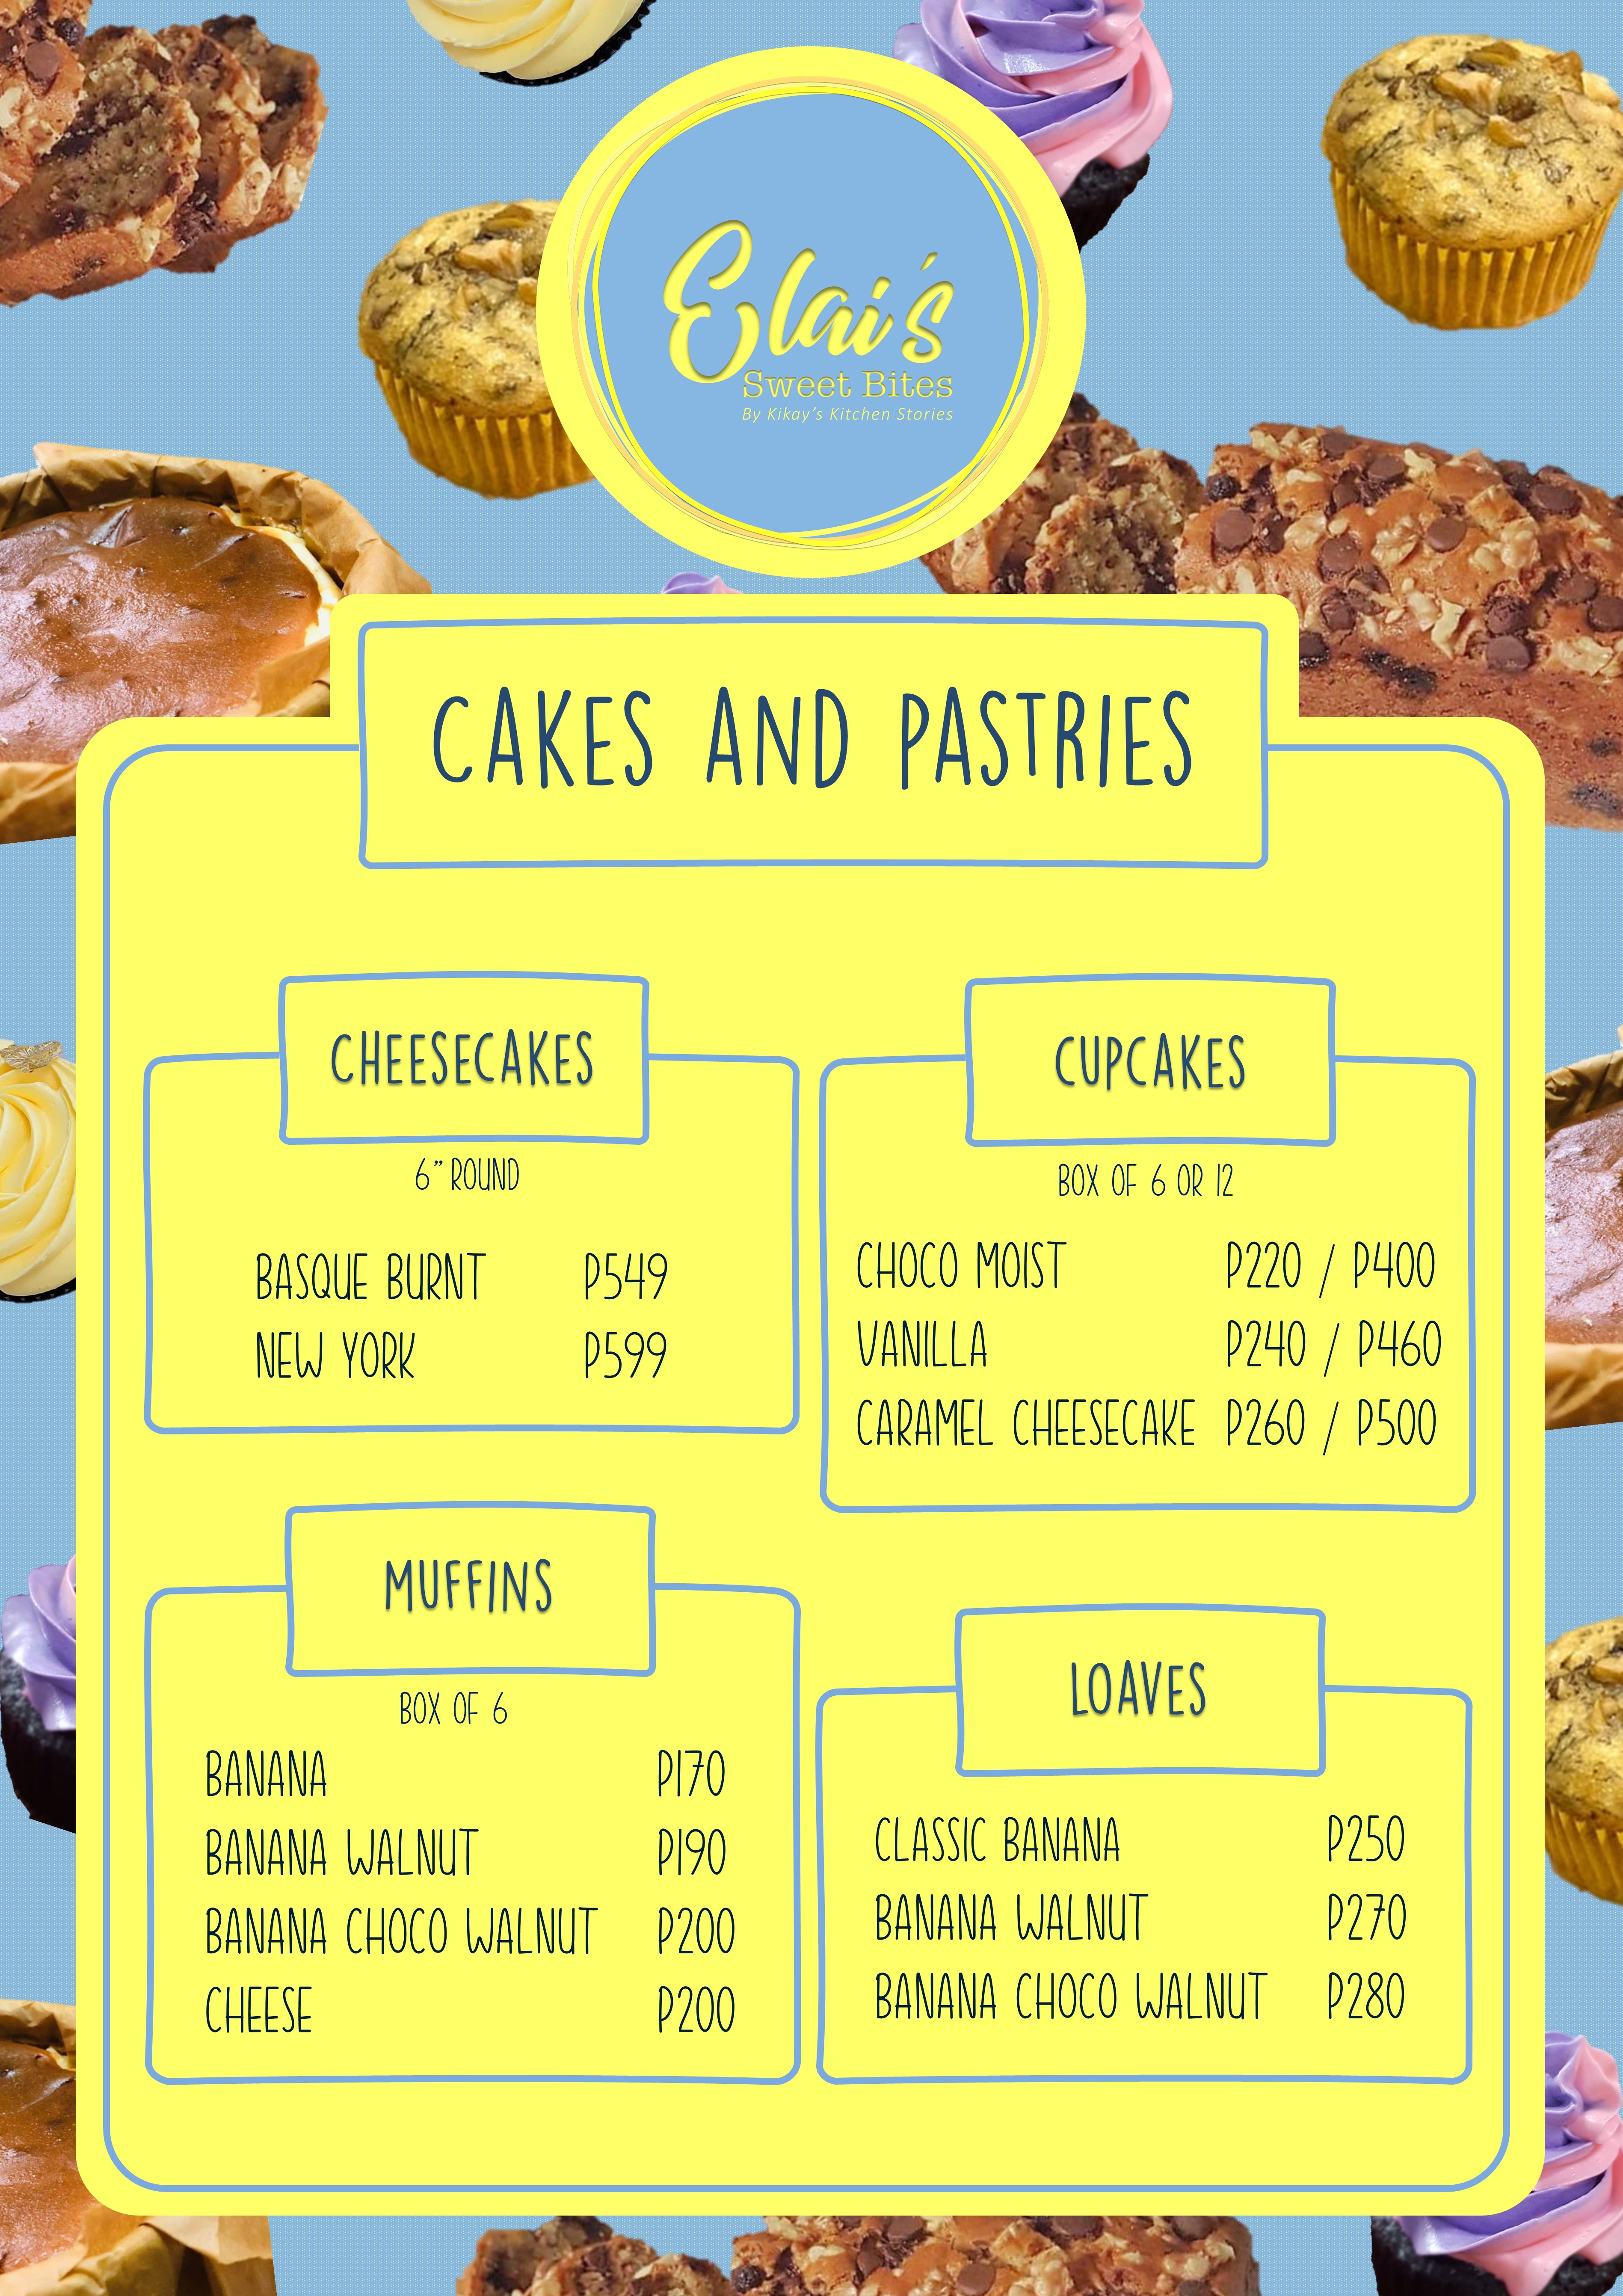 Elai's
Sweet Bites
By Kikay's Kitchen Stories
CAKES AND PASTRIES
CHEESECAKES
6" ROUND
BASQUE BURNT P549
NEW YORK P599
CUPCAKES
BOX OF 6 OR 12
CHOCO MOIST P220 / P400
VANILLA P240 / P460
CARAMEL CHEESECAKE P260 / P500
MUFFINS
BOX OF 6
BANANA P170
BANANA WALNUT P190
BANANA CHOCO WALNUT P200
CHEESE P200
LOAVES
CLASSIC BANANA P250
BANANA WALNUT P270
BANANA CHOCO WALNUT P280